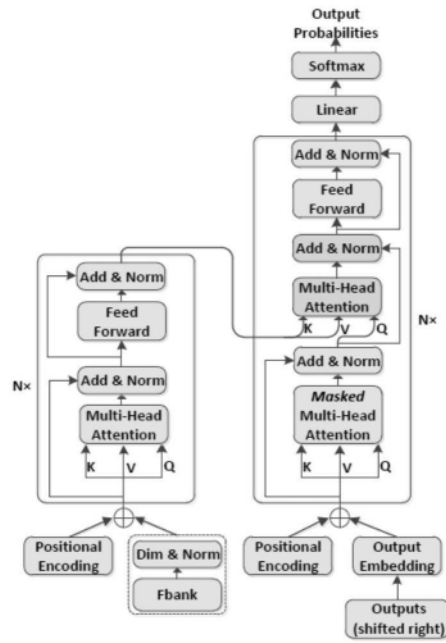 Output
Probabilities
Softmax
Linear
Add & Norm
Feed
Forward
Add & Norm
Multi-Head
Attention
K
V
Q
N×
Add & Norm
Masked
Multi-Head
Attention
K
V
Q
Positional
Encoding
Output
Embedding
Outputs
(shifted right)
Add & Norm
Feed
Forward
N×
Add & Norm
Multi-Head
Attention
K
V
Q
Positional
Encoding
Dim & Norm
Fbank